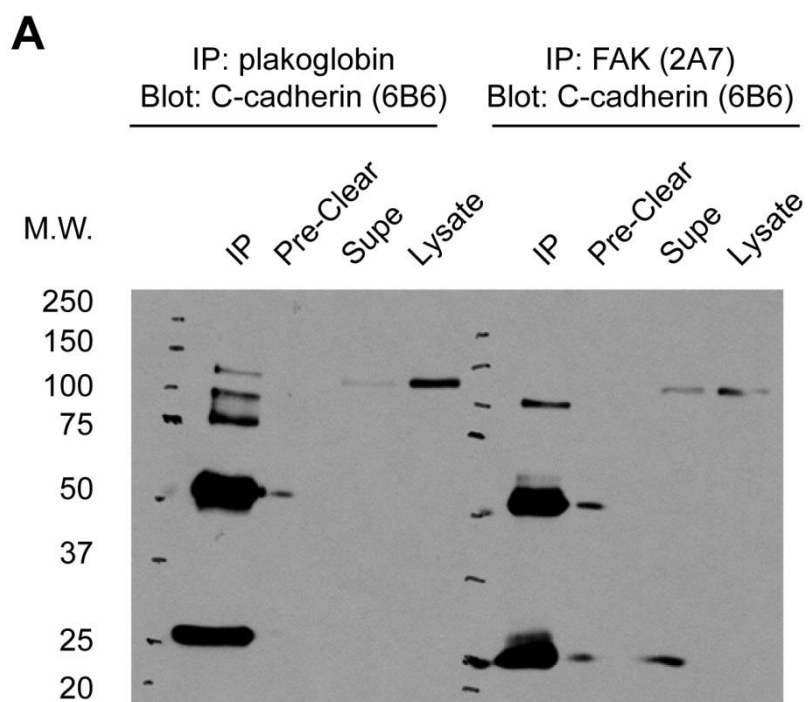 A
IP: plakoglobin
Blot: C-cadherin (6B6)
IP: FAK (2A7)
Blot: C-cadherin (6B6)
M.W.
IP
Pre-Clear
Supe
Lysate
IP
Pre-Clear
Supe
Lysate
250
150
100
75
50
37
25
20